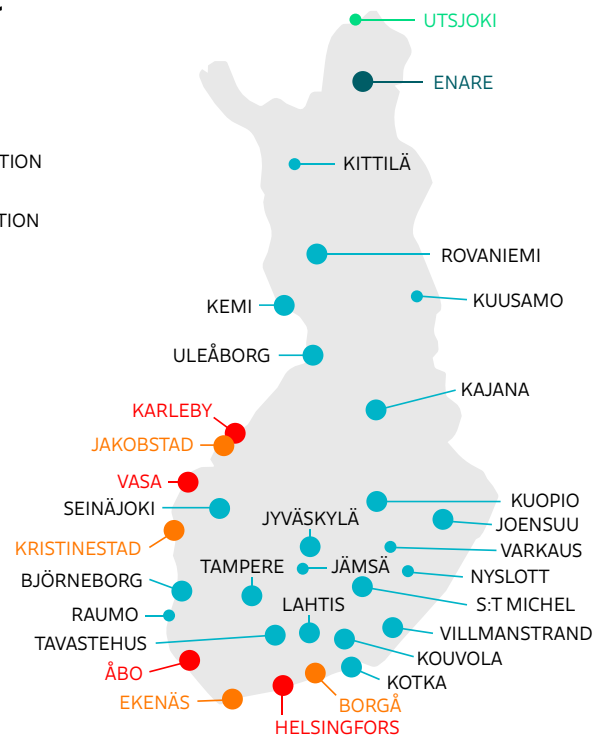 UTSJOKI
ENARE
TION
KITTILÄ
TION
ROVANIEMI
KUUSAMO
KEMI
ULEÅBORG
KAJANA
KARLEBY
JAKOBSTAD
VASA
KUOPIO
SEINÄJOKI
JYVÄSKYLÄ
JOENSUU
KRISTINESTAD
VARKAUS
TAMPERE
JÄMSÄ
NYSLOTT
BJÖRNEBORG
LAHTIS
S:T MICHEL
RAUMO
VILLMANSTRAND
TAVASTEHUS
KOUVOLA
ÅBO
KOTKA
EKENÄS
BORGÅ
HELSINGFORS